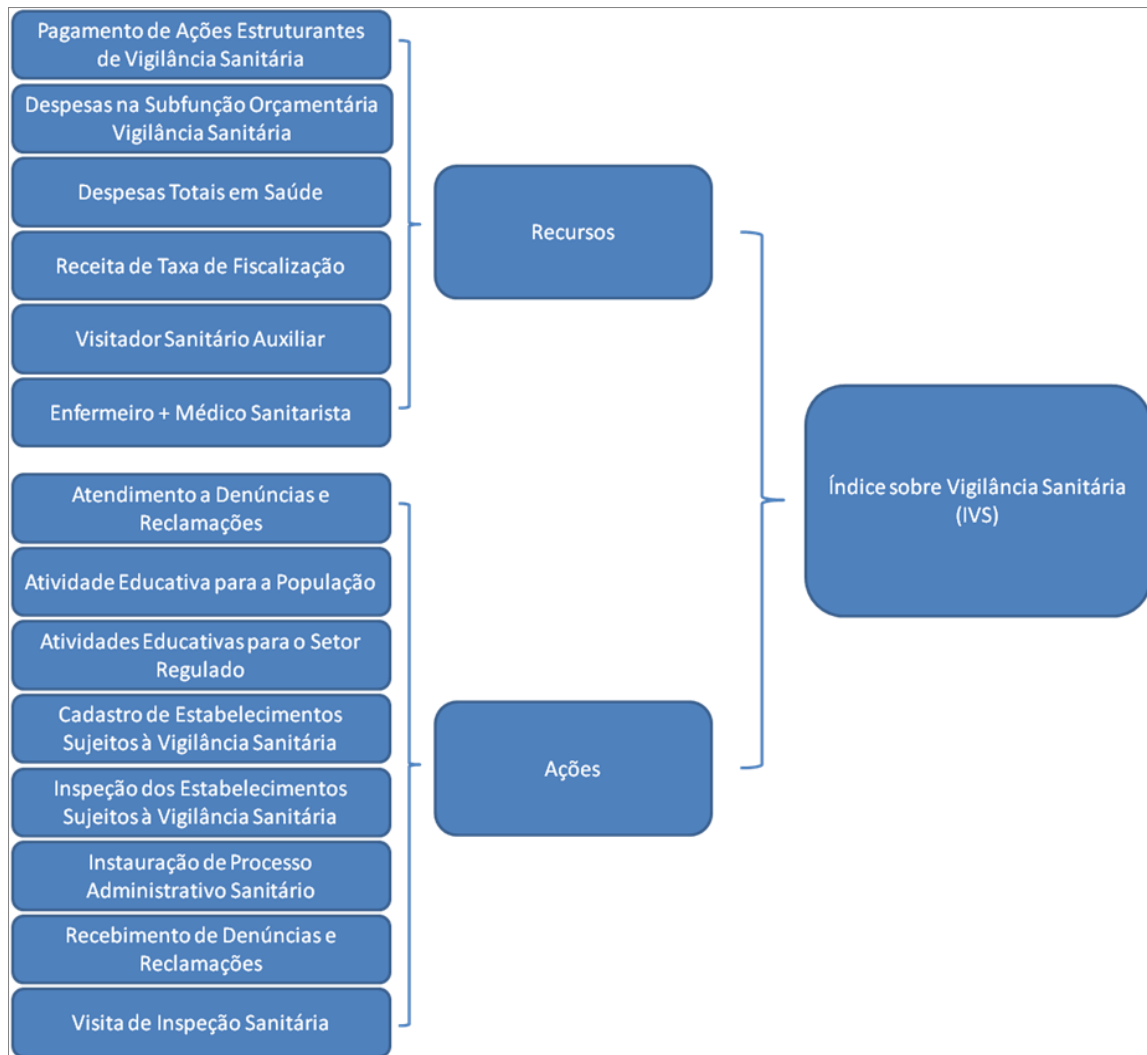 Pagamento de Ações Estruturantes
de Vigilância Sanitária
Despesas na Subfunção Orçamentária
Vigilância Sanitária
Despesas Totais em Saúde
Receita de Taxa de Fiscalização
Visitador Sanitário Auxiliar
Enfermeiro + Médico Sanitarista
Recursos
Atendimento a Denúncias e
Reclamações
Atividade Educativa para a População
Atividades Educativas para o Setor
Regulado
Cadastro de Estabelecimentos
Sujeitos à Vigilância Sanitária
Inspeção dos Estabelecimentos
Sujeitos à Vigilância Sanitária
Instauração de Processo
Administrativo Sanitário
Recebimento de Denúncias e
Reclamações
Visita de Inspeção Sanitária
Ações
Índice sobre Vigilância Sanitária
(IVS)